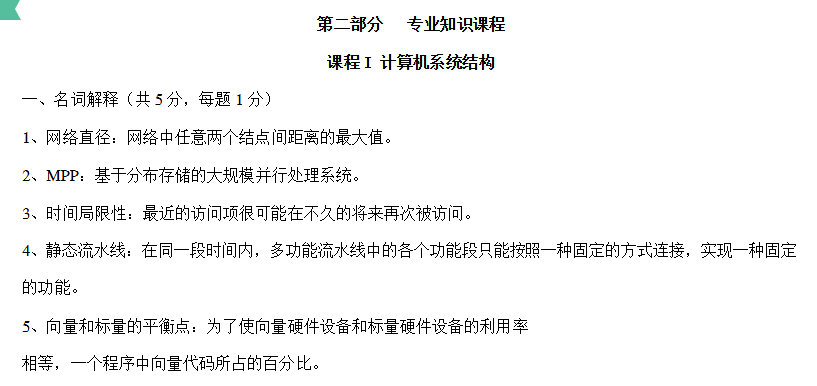 第二部分   专业知识课程
课程 I  计算机系统结构
一、名词解释（共 5 分，每题 1 分）
1、网络直径：网络中任意两个结点间距离的最大值。
2、MPP：基于分布存储的大规模并行处理系统。
3、时间局限性：最近的访问项很可能在不久的将来再次被访问。
4、静态流水线：在同一段时间内，多功能流水线中的各个功能段只能按照一种固定的方式连接，实现一种固定
的功能。
5、向量和标量的平衡点：为了使向量硬件设备和标量硬件设备的利用率
相等，一个程序中向量代码所占的百分比。